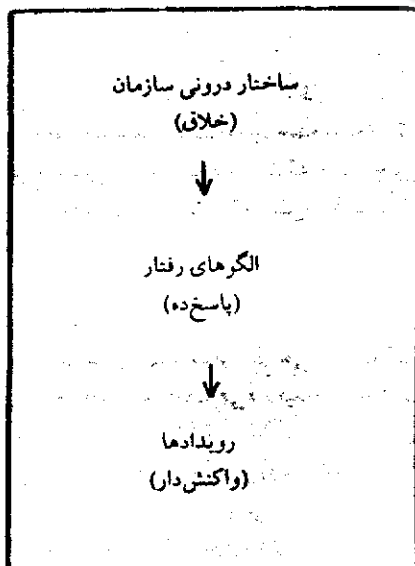 ساختار درونی سازمان
(خلاق)
الگوهای رفتار
(پاسخ‌ده)
رویدادها
(واکنش‌دار)